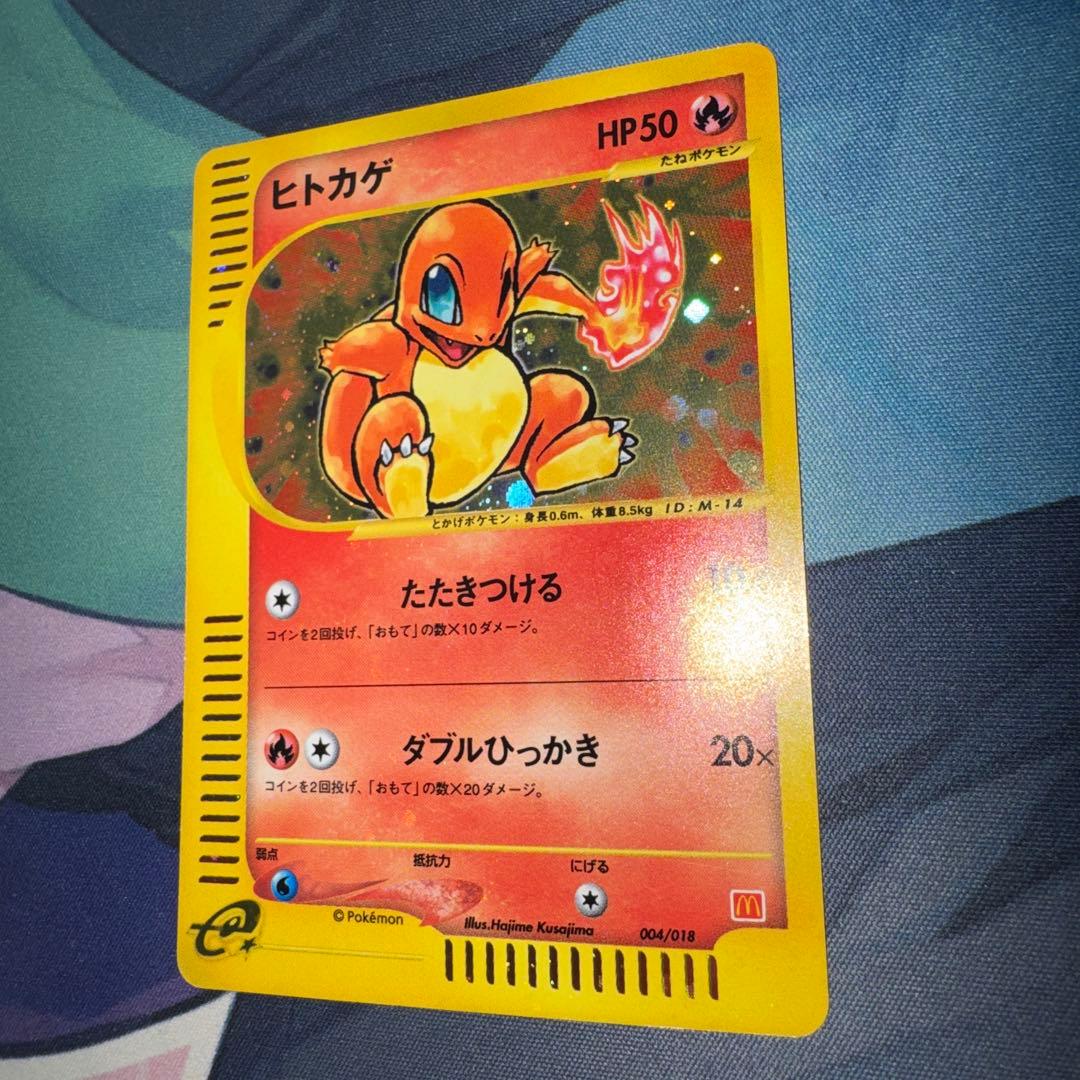 ヒトカゲ
HP50
たねポケモン
とかげポケモン：身長0.6m、体重8.5kg ID：M-14
たたきつける 10×
コインを2回投げ、「おもて」の数×10ダメージ。
ダブルひっかき 20×
コインを2回投げ、「おもて」の数×20ダメージ。
弱点 抵抗力 にげる
©Pokémon Illus.Hajime Kusajima 004/018